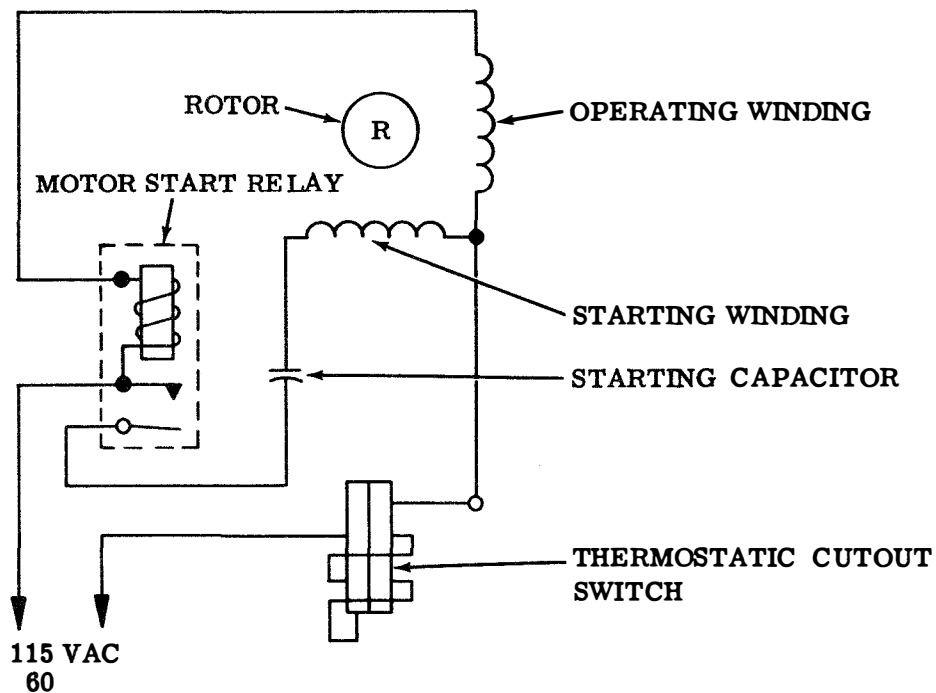 ROTOR
R
OPERATING WINDING
MOTOR START RELAY
STARTING WINDING
STARTING CAPACITOR
THERMOSTATIC CUTOUT
SWITCH
115 VAC
60